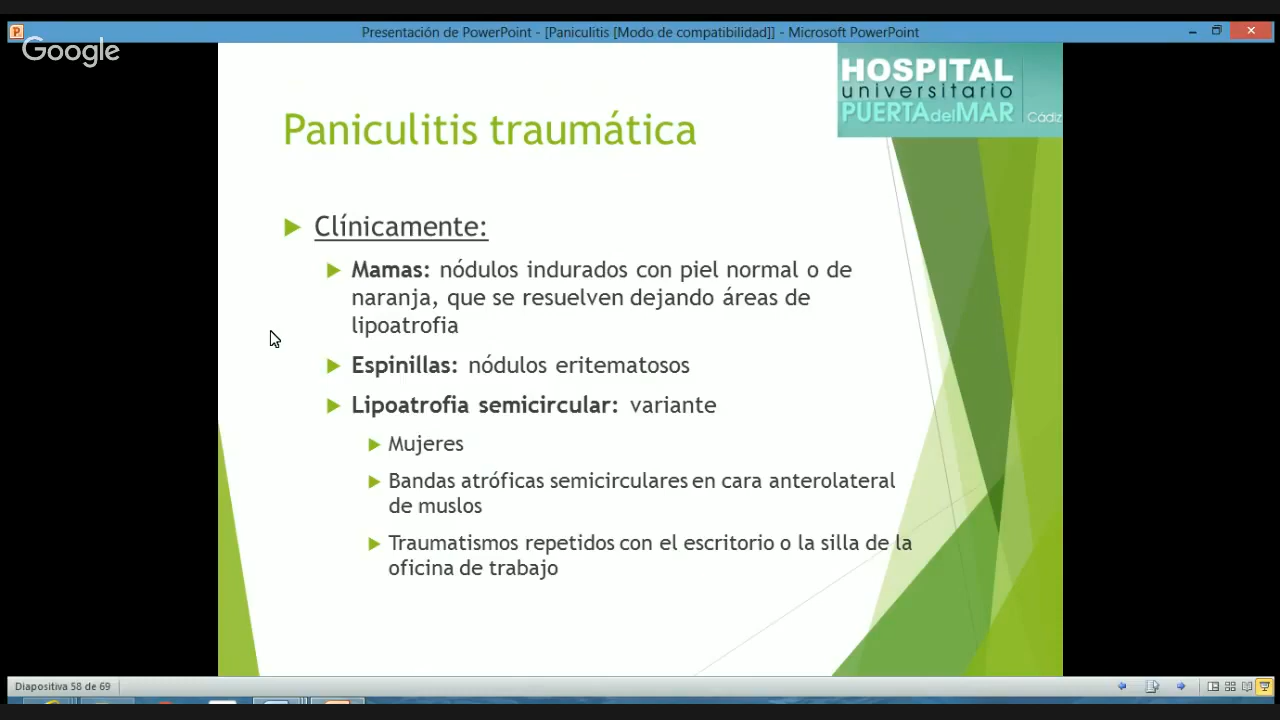 Presentación de PowerPoint - [Paniculitis [Modo de compatibilidad]] - Microsoft PowerPoint
Google
HOSPITAL
universitario
PUERTAdelMAR Cádiz
Paniculitis traumática
Clínicamente:
Mamas: nódulos indurados con piel normal o de
naranja, que se resuelven dejando áreas de
lipoatrofia
Espinillas: nódulos eritematosos
Lipoatrofia semicircular: variante
Mujeres
Bandas atróficas semicirculares en cara anterolateral
de muslos
Traumatismos repetidos con el escritorio o la silla de la
oficina de trabajo
Diapositiva 58 de 69